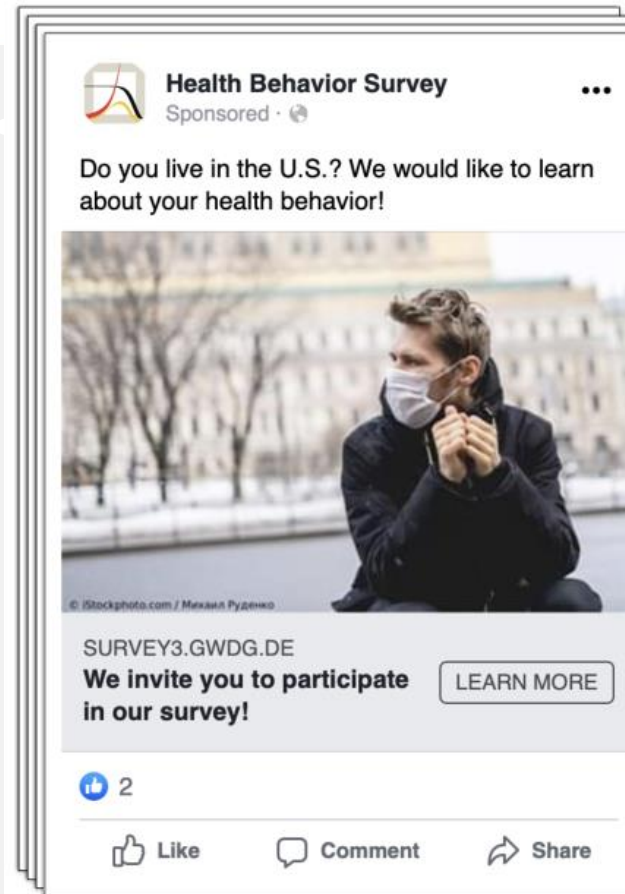 Health Behavior Survey
Sponsored ·
Do you live in the U.S.? We would like to learn
about your health behavior!
© iStockphoto.com / Михаил Руденко
SURVEY3.GWDG.DE
We invite you to participate
in our survey!
LEARN MORE
2
Like
Comment
Share